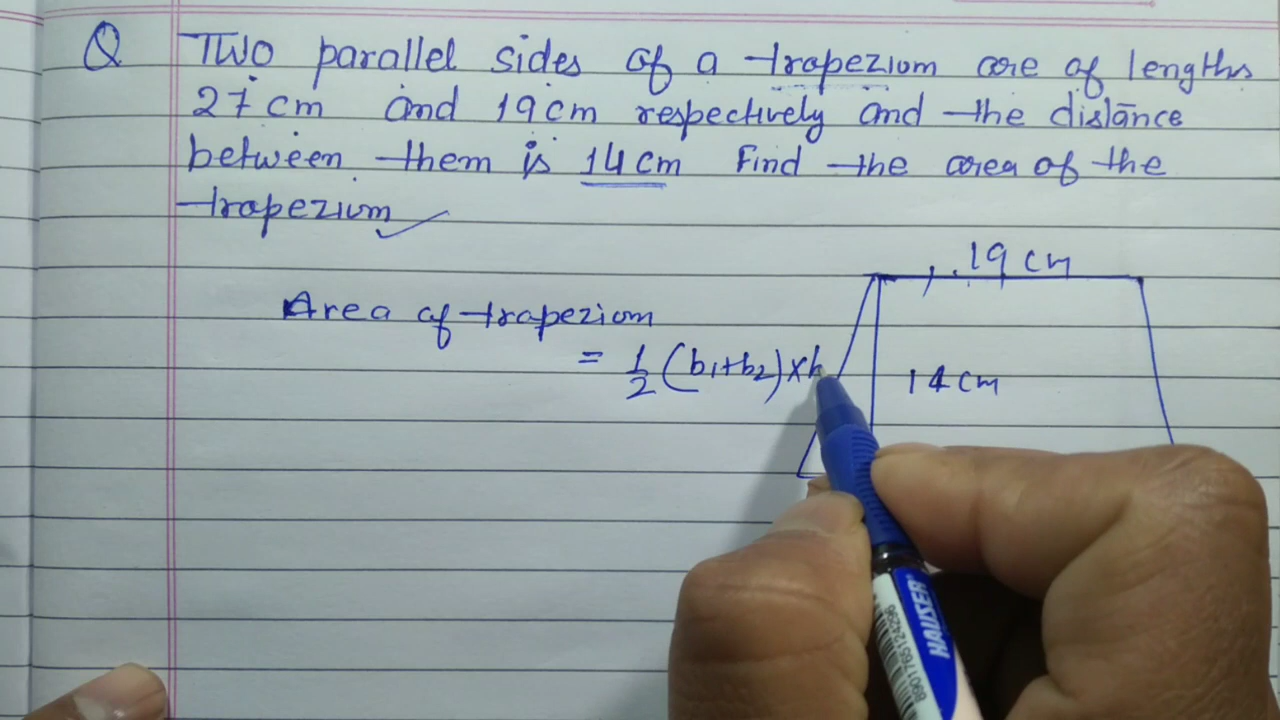 Q Two parallel sides of a trapezium are of lengths
27 cm and 19 cm respectively and the distance
between them is 14 cm Find the area of the
trapezium
19 cm
Area of trapeziom
= 1/2 (b1+b2) x h
14 cm
HAUSER
8901765124296